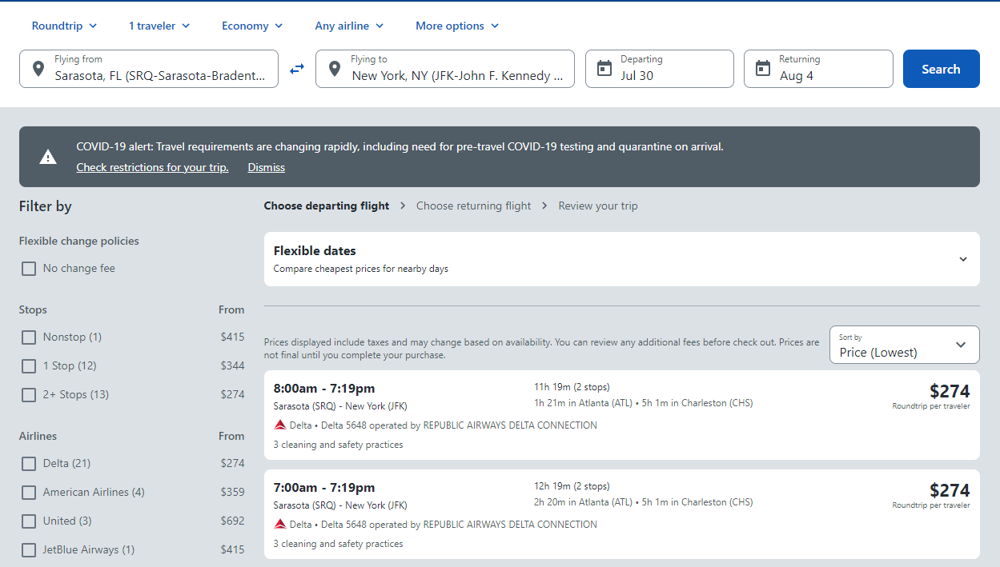 Roundtrip 1 traveler Economy Any airline More options
Flying from
Sarasota, FL (SRQ-Sarasota-Bradent...
Flying to
New York, NY (JFK-John F. Kennedy ...
Departing
Jul 30
Returning
Aug 4
Search
COVID-19 alert: Travel requirements are changing rapidly, including need for pre-travel COVID-19 testing and quarantine on arrival.
Check restrictions for your trip. Dismiss
Filter by
Flexible change policies
No change fee
Stops From
Nonstop (1) $415
1 Stop (12) $344
2+ Stops (13) $274
Airlines From
Delta (21) $274
American Airlines (4) $359
United (3) $692
JetBlue Airways (1) $415
Choose departing flight > Choose returning flight > Review your trip
Flexible dates
Compare cheapest prices for nearby days
Prices displayed include taxes and may change based on availability. You can review any additional fees before check out. Prices are
not final until you complete your purchase.
Sort by
Price (Lowest)
8:00am - 7:19pm 11h 19m (2 stops) $274
Sarasota (SRQ) - New York (JFK) 1h 21m in Atlanta (ATL) • 5h 1m in Charleston (CHS) Roundtrip per traveler
Delta • Delta 5648 operated by REPUBLIC AIRWAYS DELTA CONNECTION
3 cleaning and safety practices
7:00am - 7:19pm 12h 19m (2 stops) $274
Sarasota (SRQ) - New York (JFK) 2h 20m in Atlanta (ATL) • 5h 1m in Charleston (CHS) Roundtrip per traveler
Delta • Delta 5648 operated by REPUBLIC AIRWAYS DELTA CONNECTION
3 cleaning and safety practices